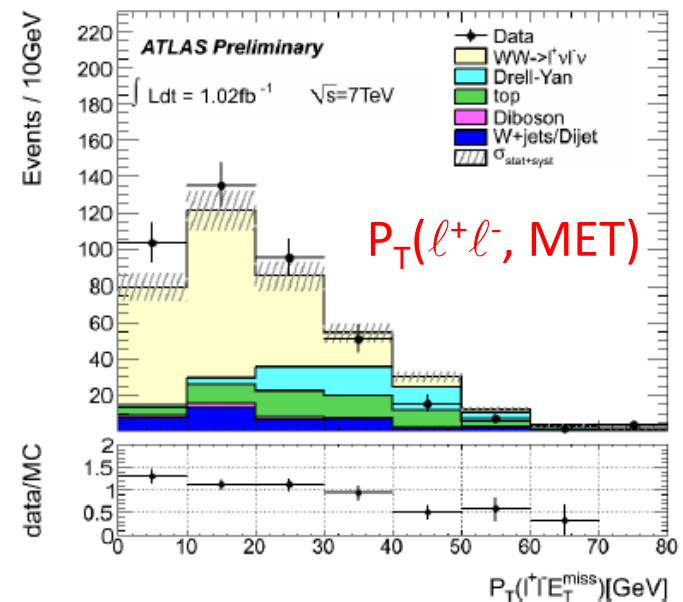 Events / 10GeV
220
200
180
160
140
120
100
80
60
40
20
ATLAS Preliminary
∫ Ldt = 1.02fb⁻¹ √s=7TeV
Data
WW->l⁺νl⁻ν
Drell-Yan
top
Diboson
W+jets/Dijet
σ_stat+syst
P_T(ℓ⁺ℓ⁻, MET)
data/MC
2
1.5
1
0.5
0
0 10 20 30 40 50 60 70 80
P_T(l⁺l⁻E_T^miss)[GeV]